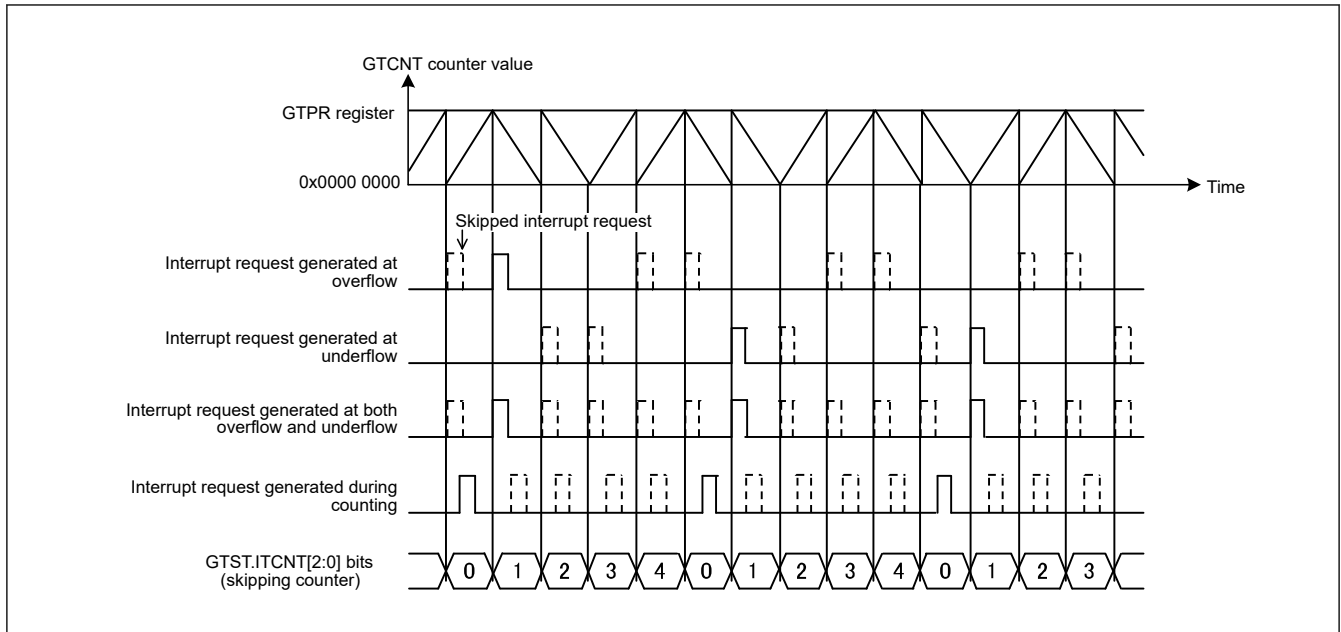 GTCNT counter value
GTPR register
0x0000 0000
Time
Skipped interrupt request
Interrupt request generated at
overflow
Interrupt request generated at
underflow
Interrupt request generated at both
overflow and underflow
Interrupt request generated during
counting
GTST.ITCNT[2:0] bits
(skipping counter)
0 1 2 3 4 0 1 2 3 4 0 1 2 3